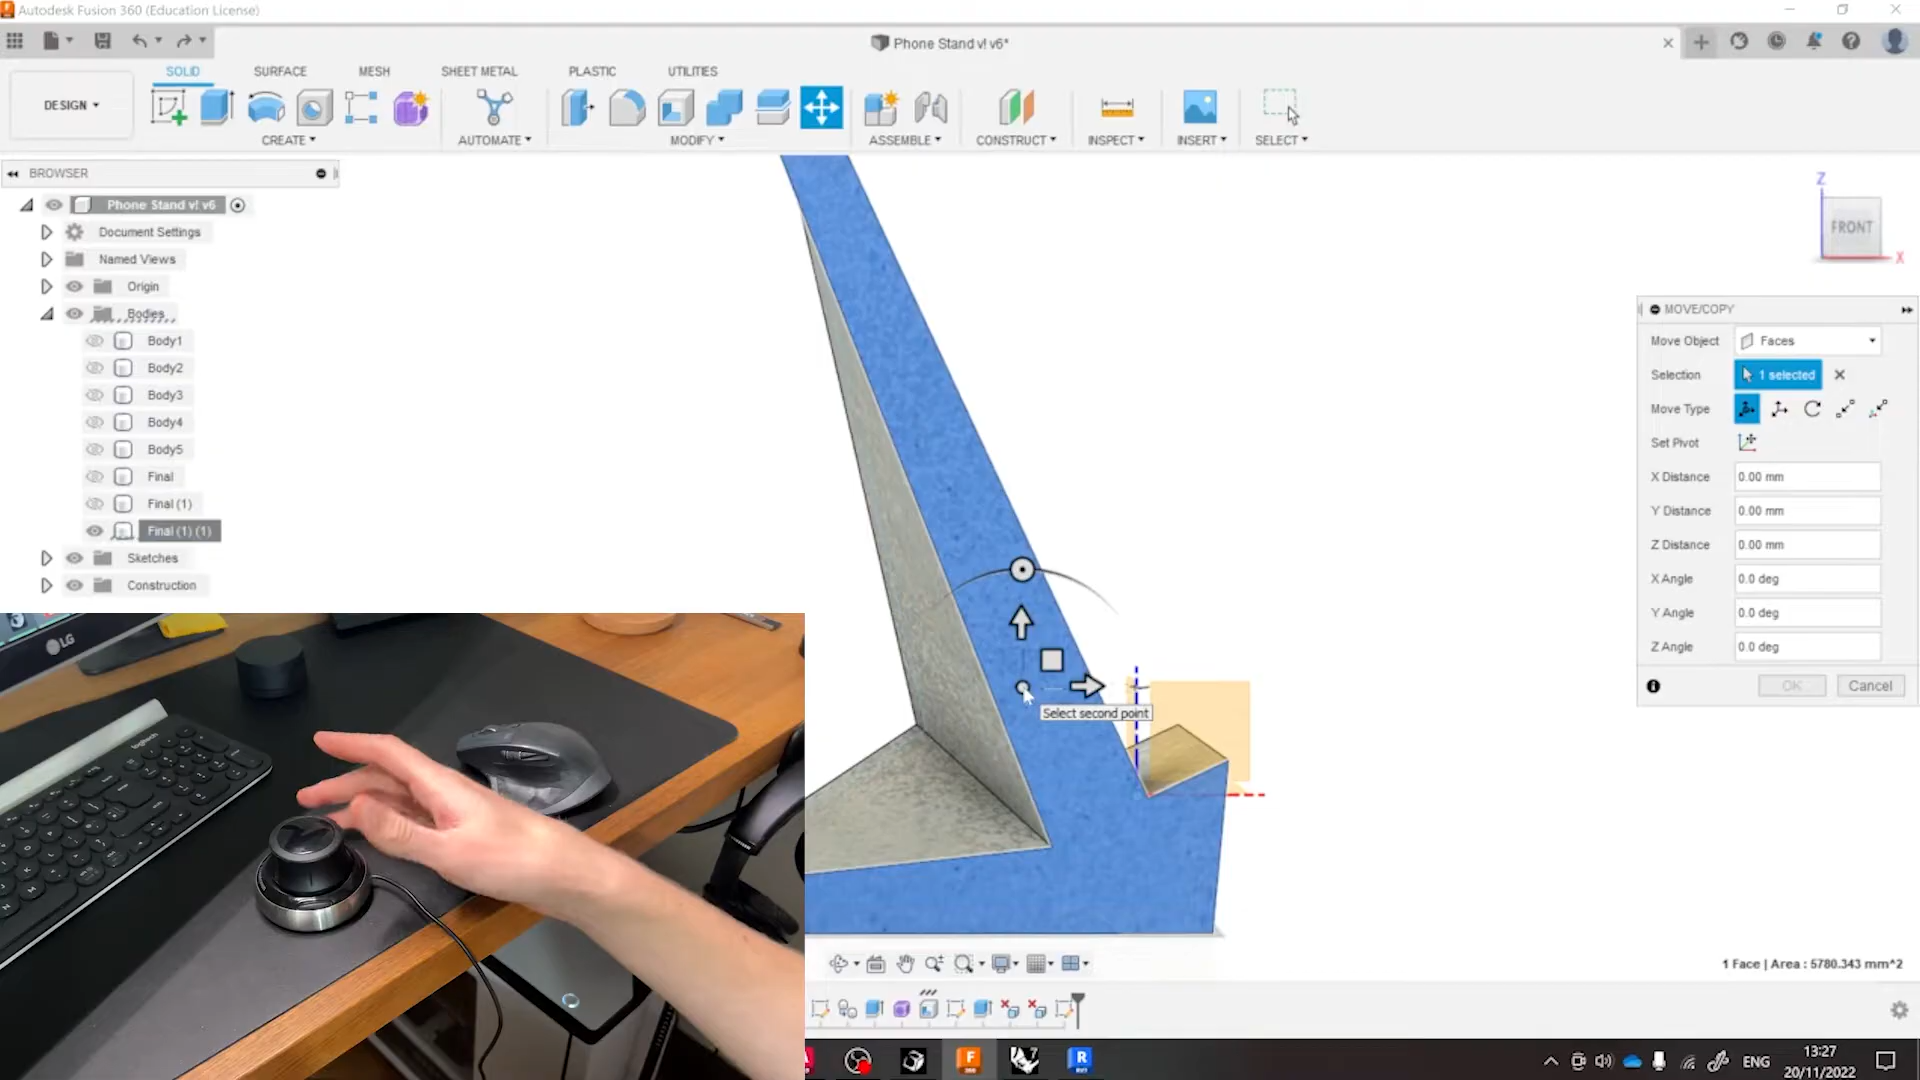 Autodesk Fusion 360 (Education License)
Phone Stand v! v6*
SOLID
SURFACE
MESH
SHEET METAL
PLASTIC
UTILITIES
DESIGN
CREATE
AUTOMATE
MODIFY
ASSEMBLE
CONSTRUCT
INSPECT
INSERT
SELECT
BROWSER
Phone Stand v! v6
Document Settings
Named Views
Origin
Bodies
Body1
Body2
Body3
Body4
Body5
Final
Final (1)
Final (1) (1)
Sketches
Construction
Z
FRONT
X
MOVE/COPY
Move Object
Faces
Selection
1 selected
Move Type
Set Pivot
X Distance
0.00 mm
Y Distance
0.00 mm
Z Distance
0.00 mm
X Angle
0.0 deg
Y Angle
0.0 deg
Z Angle
0.0 deg
OK
Cancel
Select second point
LG
logitech
1 Face | Area : 5780.343 mm^2
ENG
13:27
20/11/2022